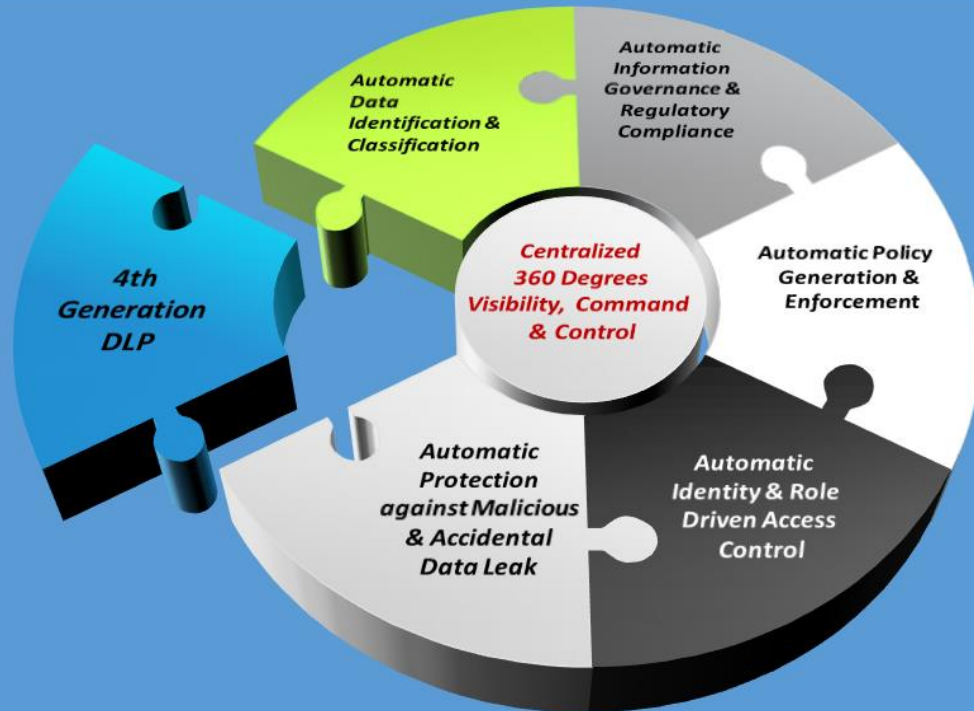 Automatic
Data
Identification &
Classification
Automatic
Information
Governance &
Regulatory
Compliance
4th
Generation
DLP
Centralized
360 Degrees
Visibility, Command
& Control
Automatic Policy
Generation &
Enforcement
Automatic
Protection
against Malicious
& Accidental
Data Leak
Automatic
Identity & Role
Driven Access
Control